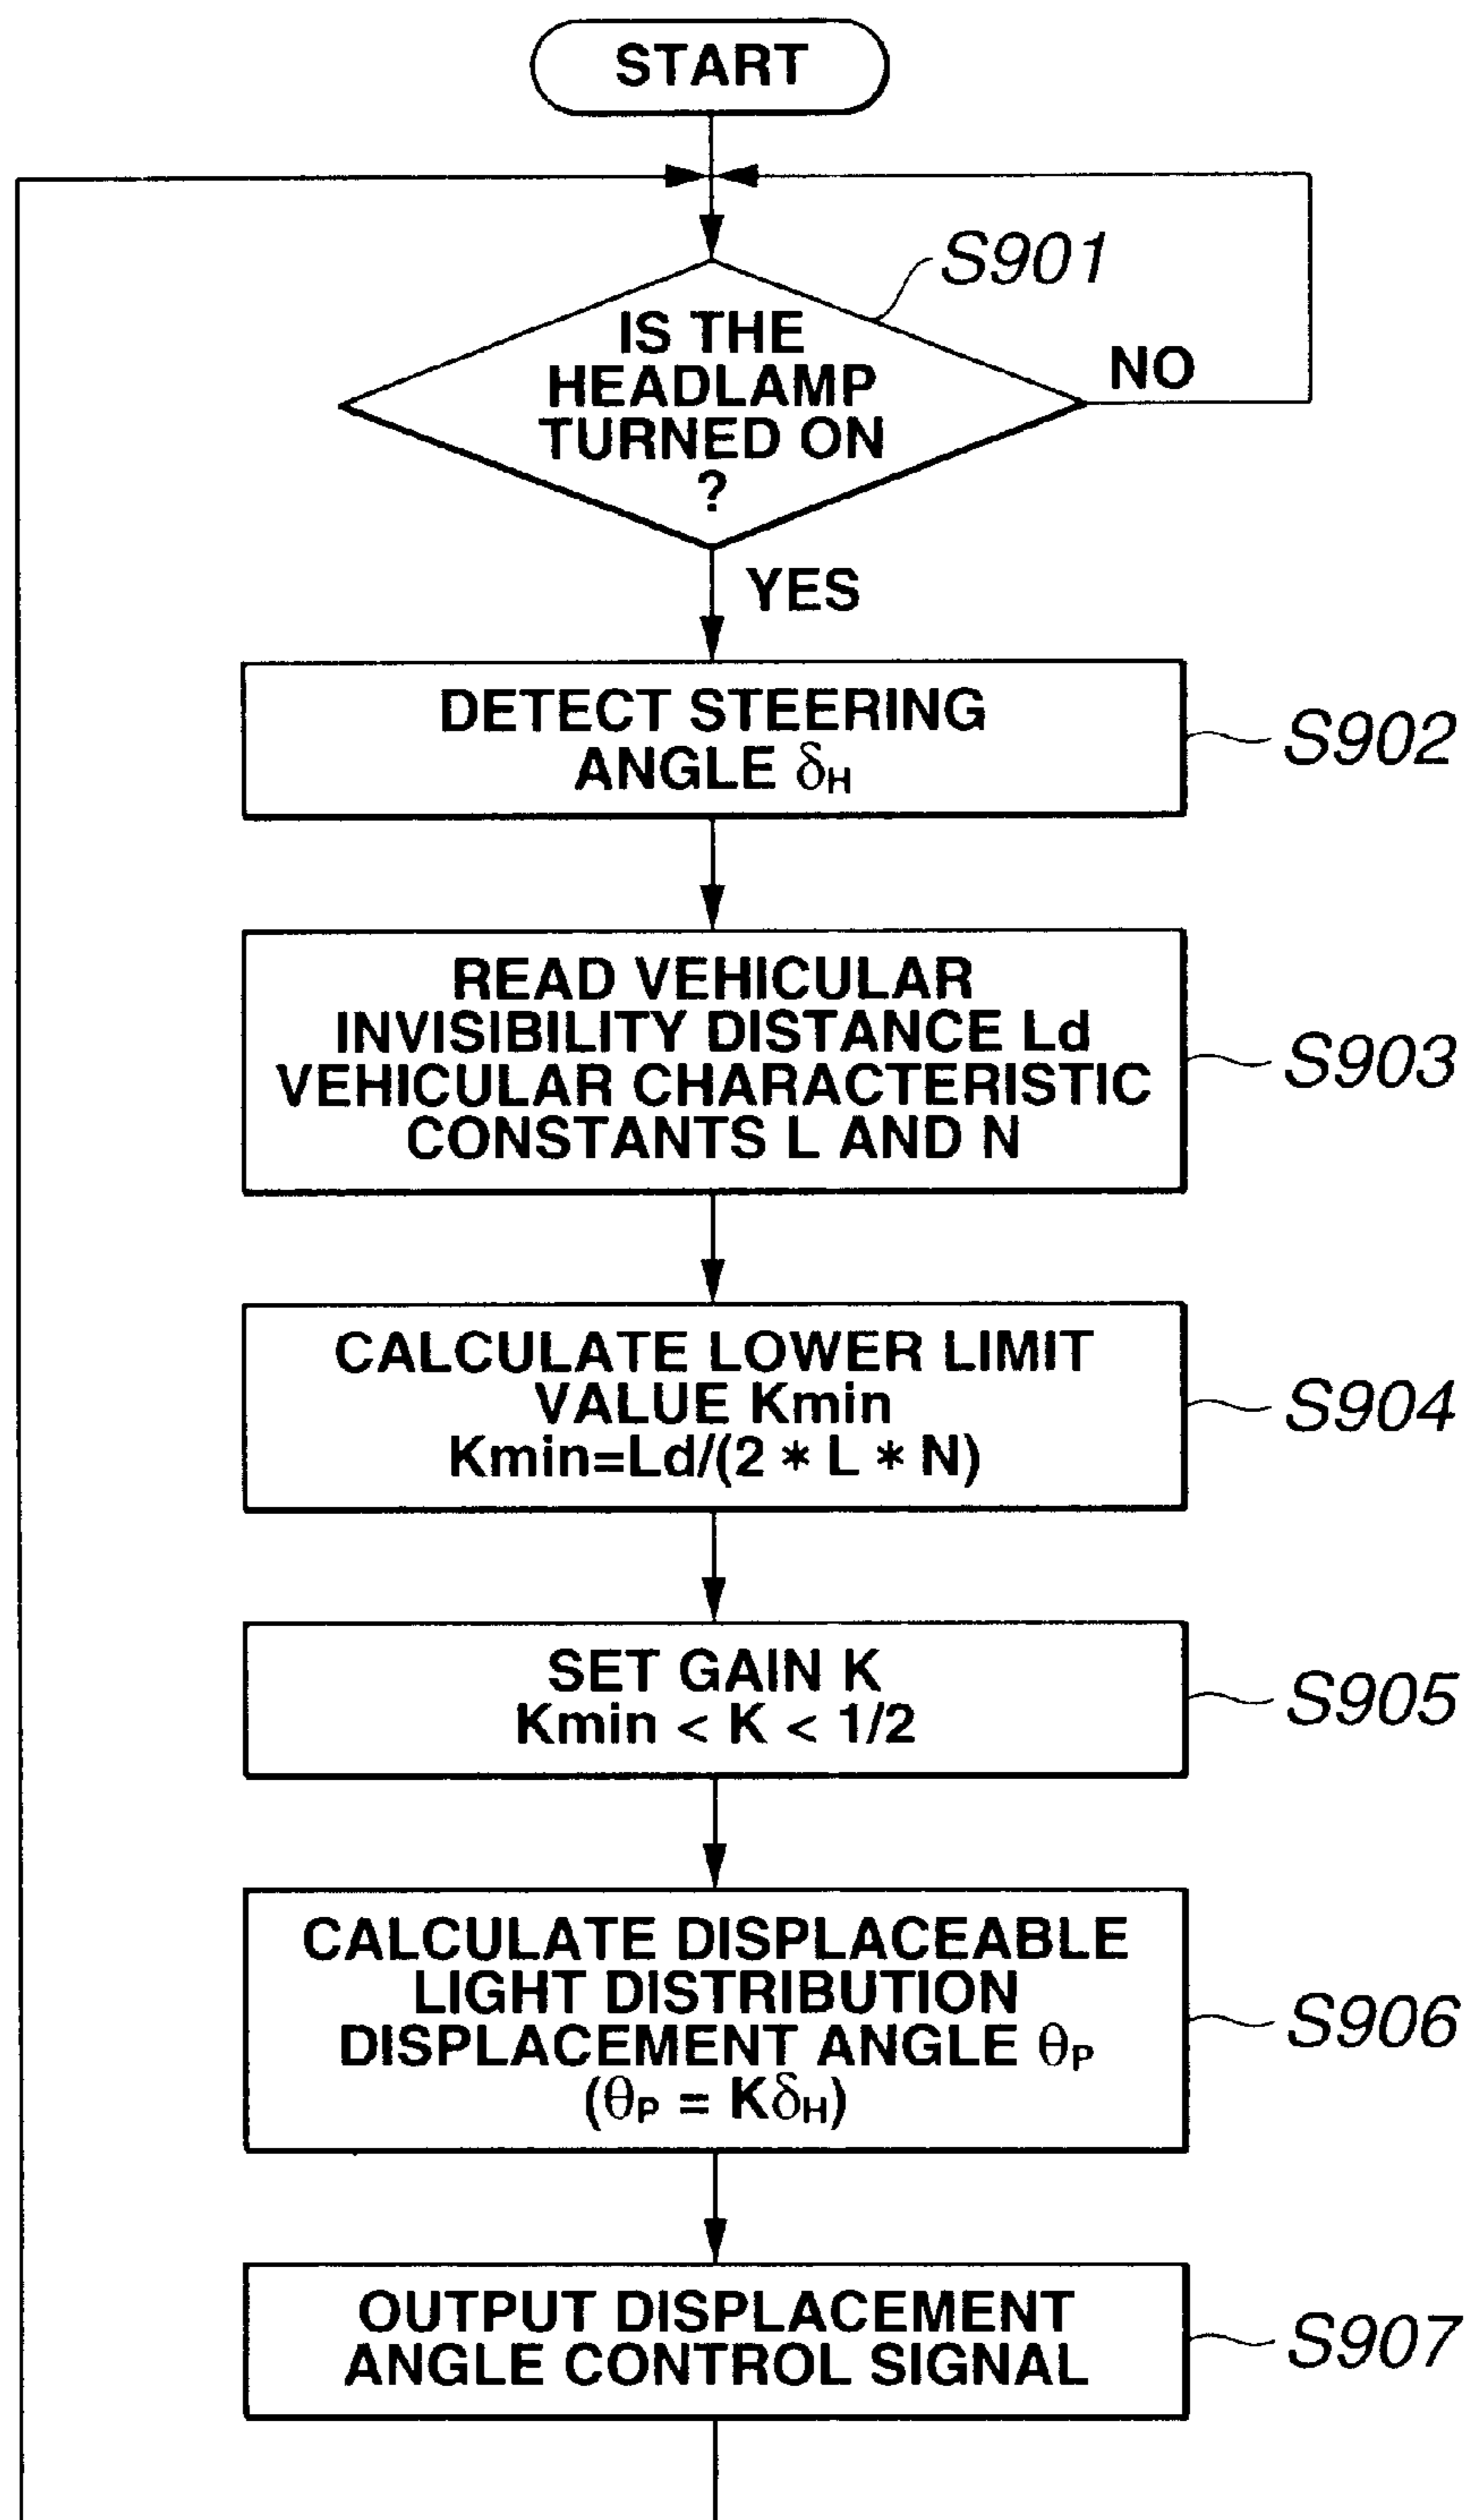 START
S901
IS THE
HEADLAMP
TURNED ON
?
NO
YES
DETECT STEERING
ANGLE δH
S902
READ VEHICULAR
INVISIBILITY DISTANCE Ld
VEHICULAR CHARACTERISTIC
CONSTANTS L AND N
S903
CALCULATE LOWER LIMIT
VALUE Kmin
Kmin=Ld/(2 * L * N)
S904
SET GAIN K
Kmin < K < 1/2
S905
CALCULATE DISPLACEABLE
LIGHT DISTRIBUTION
DISPLACEMENT ANGLE θP
(θP = KδH)
S906
OUTPUT DISPLACEMENT
ANGLE CONTROL SIGNAL
S907